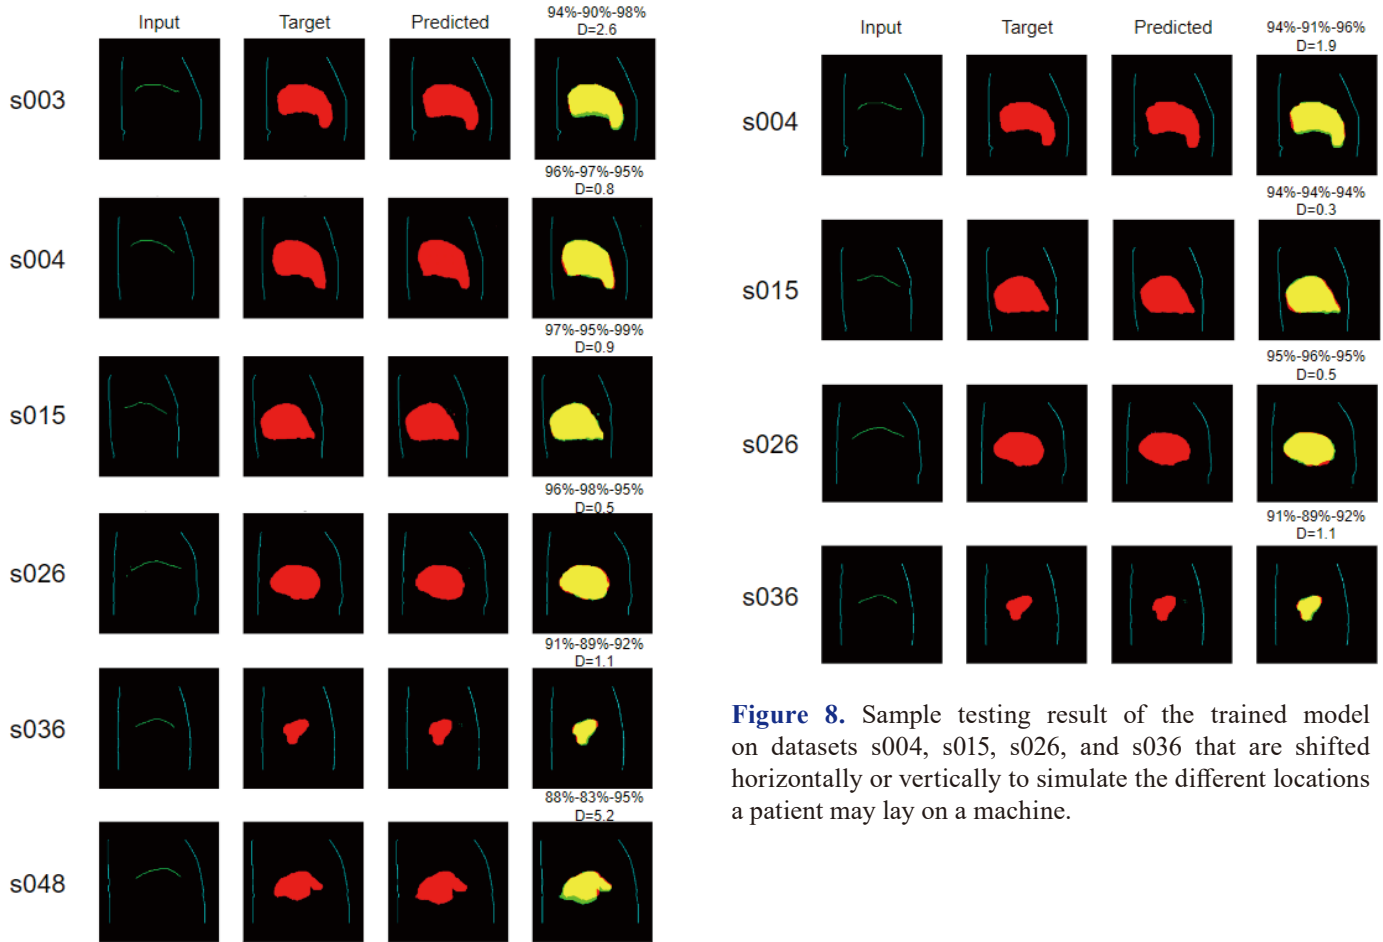 Input Target Predicted 94%-90%-98%
D=2.6
s003
96%-97%-95%
D=0.8
s004
97%-95%-99%
D=0.9
s015
96%-98%-95%
D=0.5
s026
91%-89%-92%
D=1.1
s036
88%-83%-95%
D=5.2
s048
Input Target Predicted 94%-91%-96%
D=1.9
s004
94%-94%-94%
D=0.3
s015
95%-96%-95%
D=0.5
s026
91%-89%-92%
D=1.1
s036
Figure 8. Sample testing result of the trained model
on datasets s004, s015, s026, and s036 that are shifted
horizontally or vertically to simulate the different locations
a patient may lay on a machine.